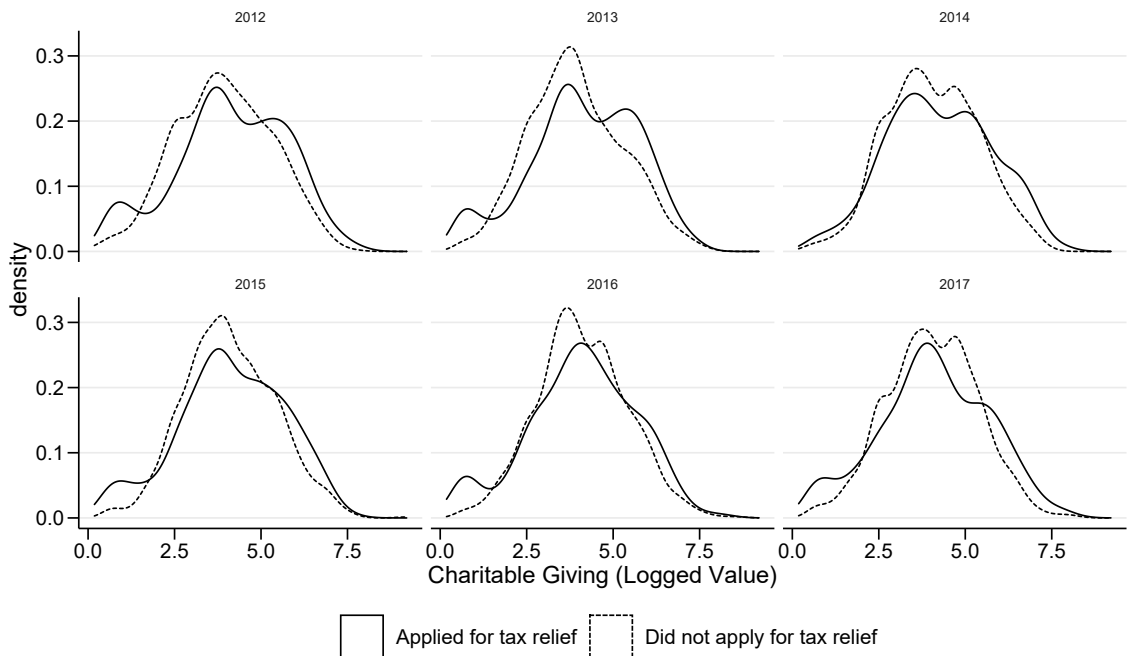 2012 2013 2014
0.3
0.2
0.1
0.0
density
2015 2016 2017
0.3
0.2
0.1
0.0
0.0 2.5 5.0 7.5 0.0 2.5 5.0 7.5 0.0 2.5 5.0 7.5
Charitable Giving (Logged Value)
Applied for tax relief Did not apply for tax relief